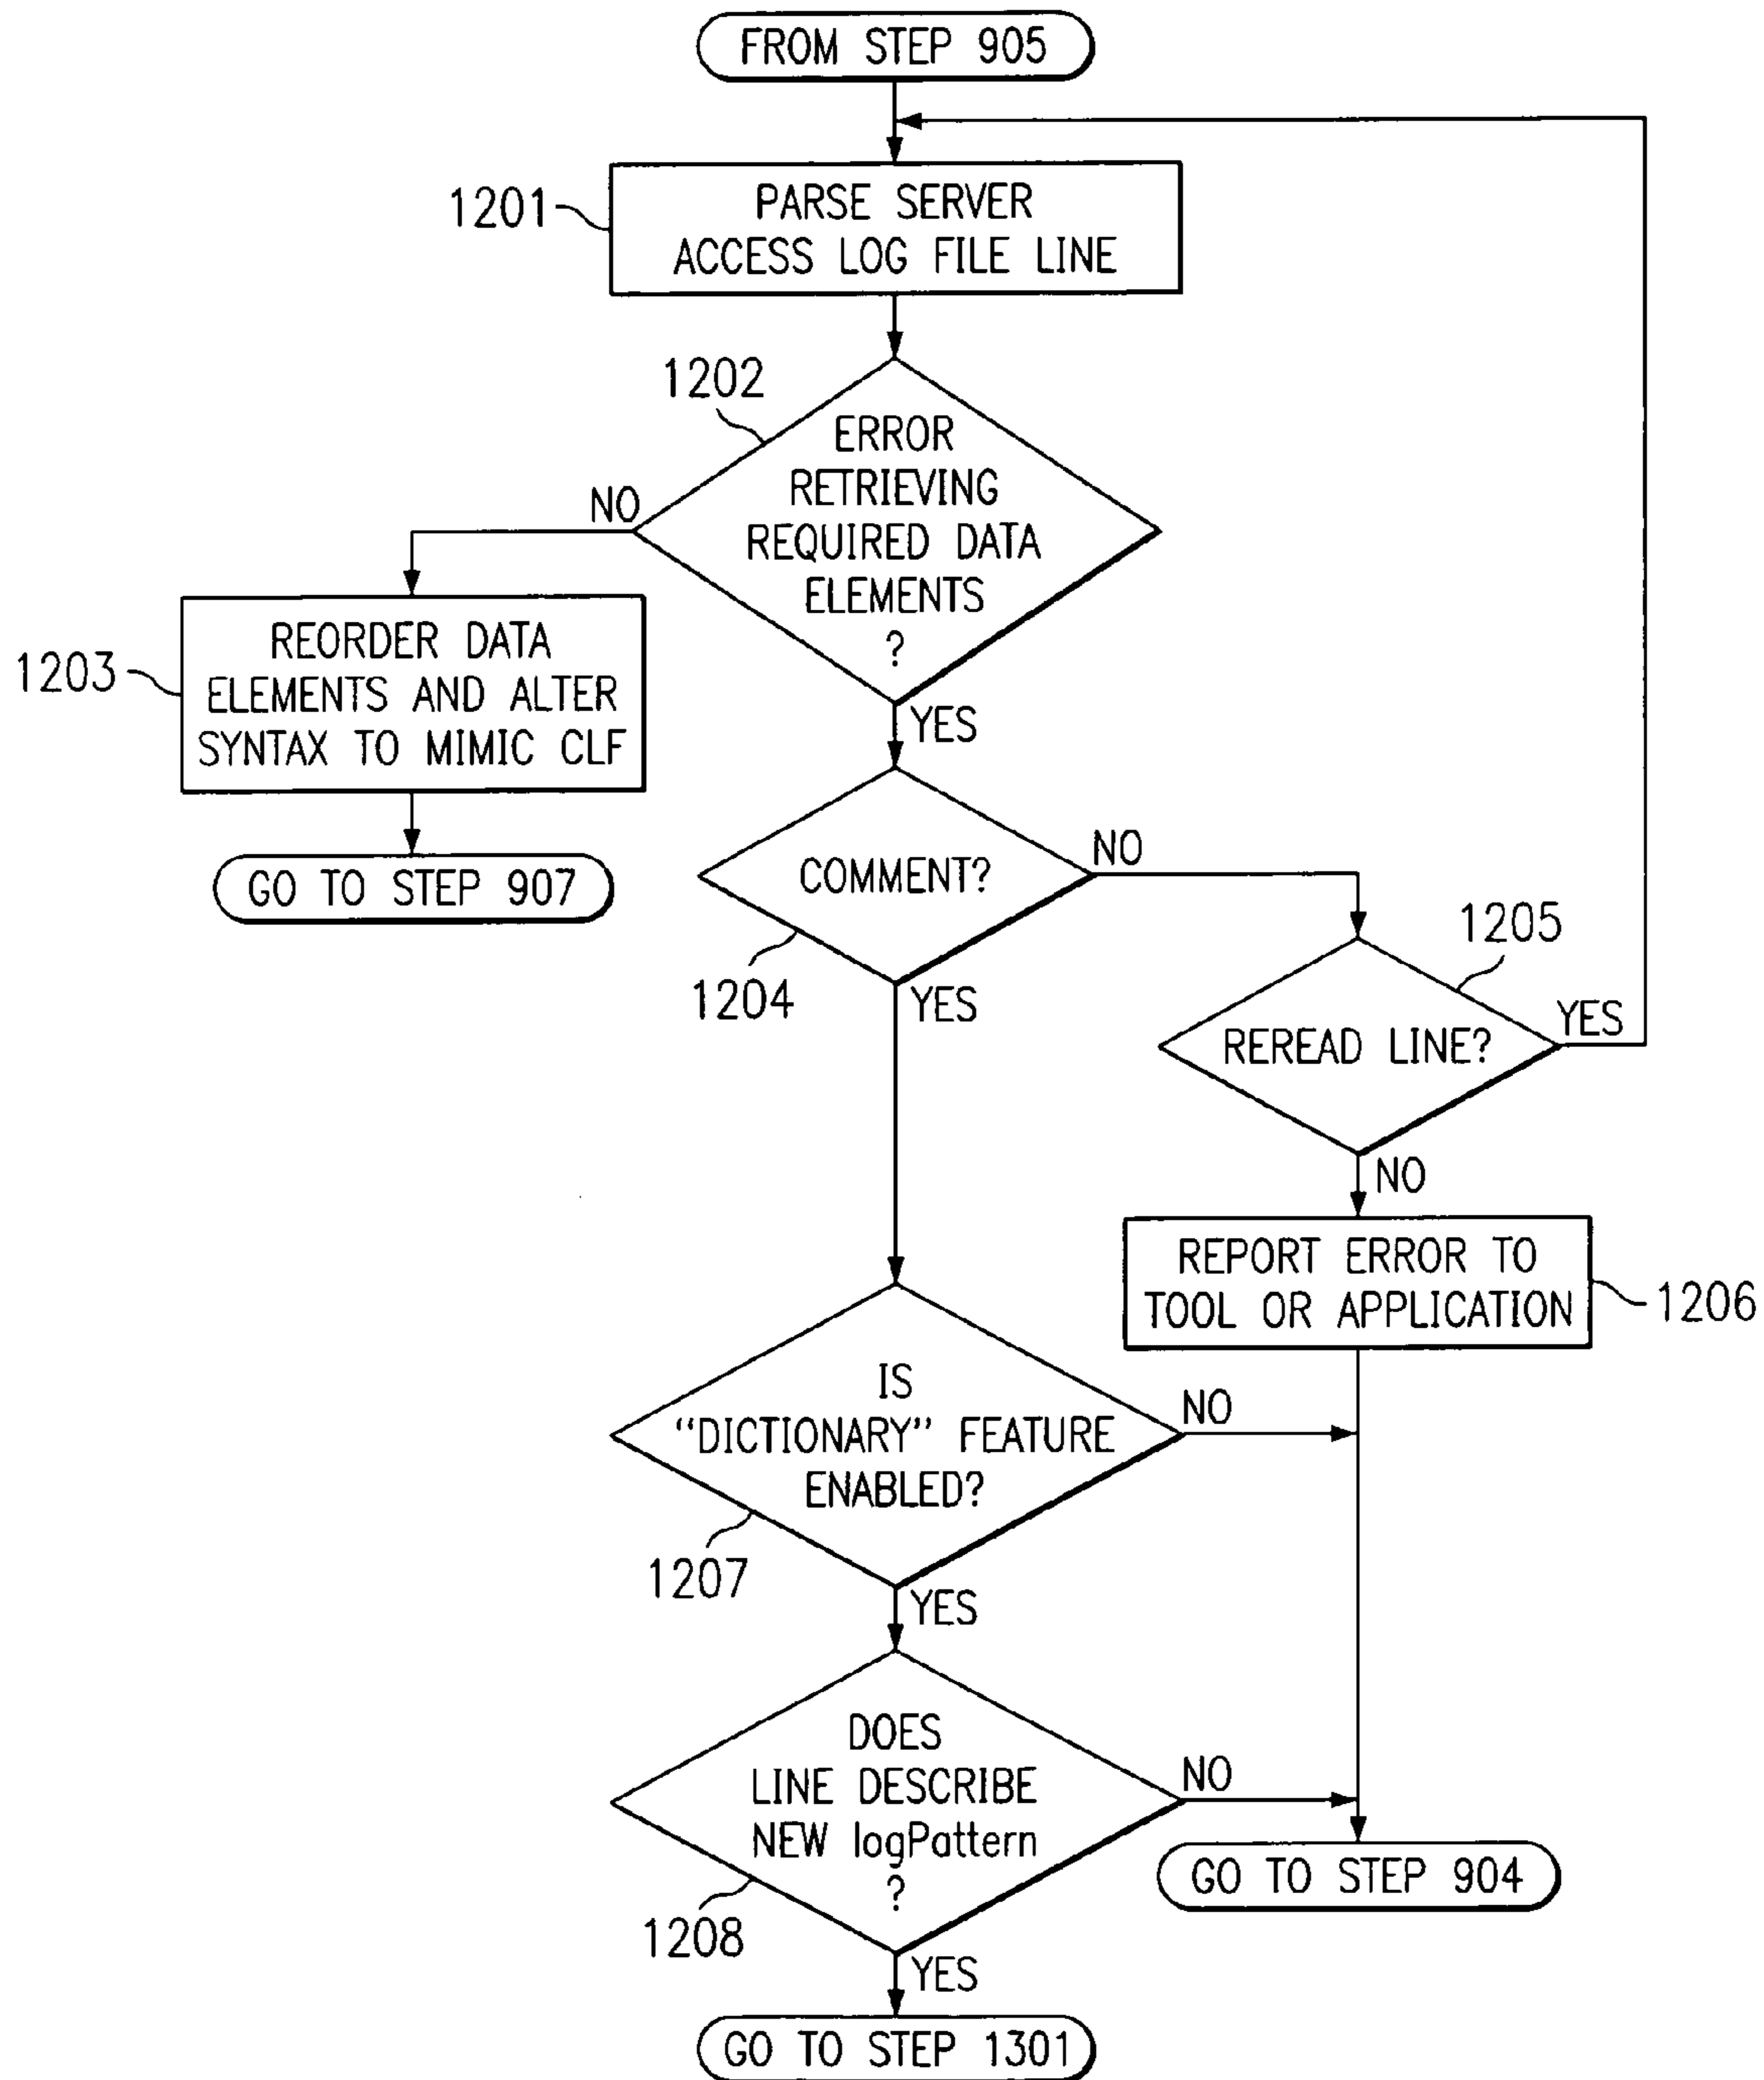 FROM STEP 905
1201
PARSE SERVER
ACCESS LOG FILE LINE
1202
ERROR
RETRIEVING
REQUIRED DATA
ELEMENTS
?
NO
YES
1203
REORDER DATA
ELEMENTS AND ALTER
SYNTAX TO MIMIC CLF
GO TO STEP 907
COMMENT?
NO
1204
YES
1205
REREAD LINE?
YES
NO
REPORT ERROR TO
TOOL OR APPLICATION
1206
IS
“DICTIONARY” FEATURE
ENABLED?
NO
1207
YES
DOES
LINE DESCRIBE
NEW logPattern
?
NO
1208
YES
GO TO STEP 904
GO TO STEP 1301